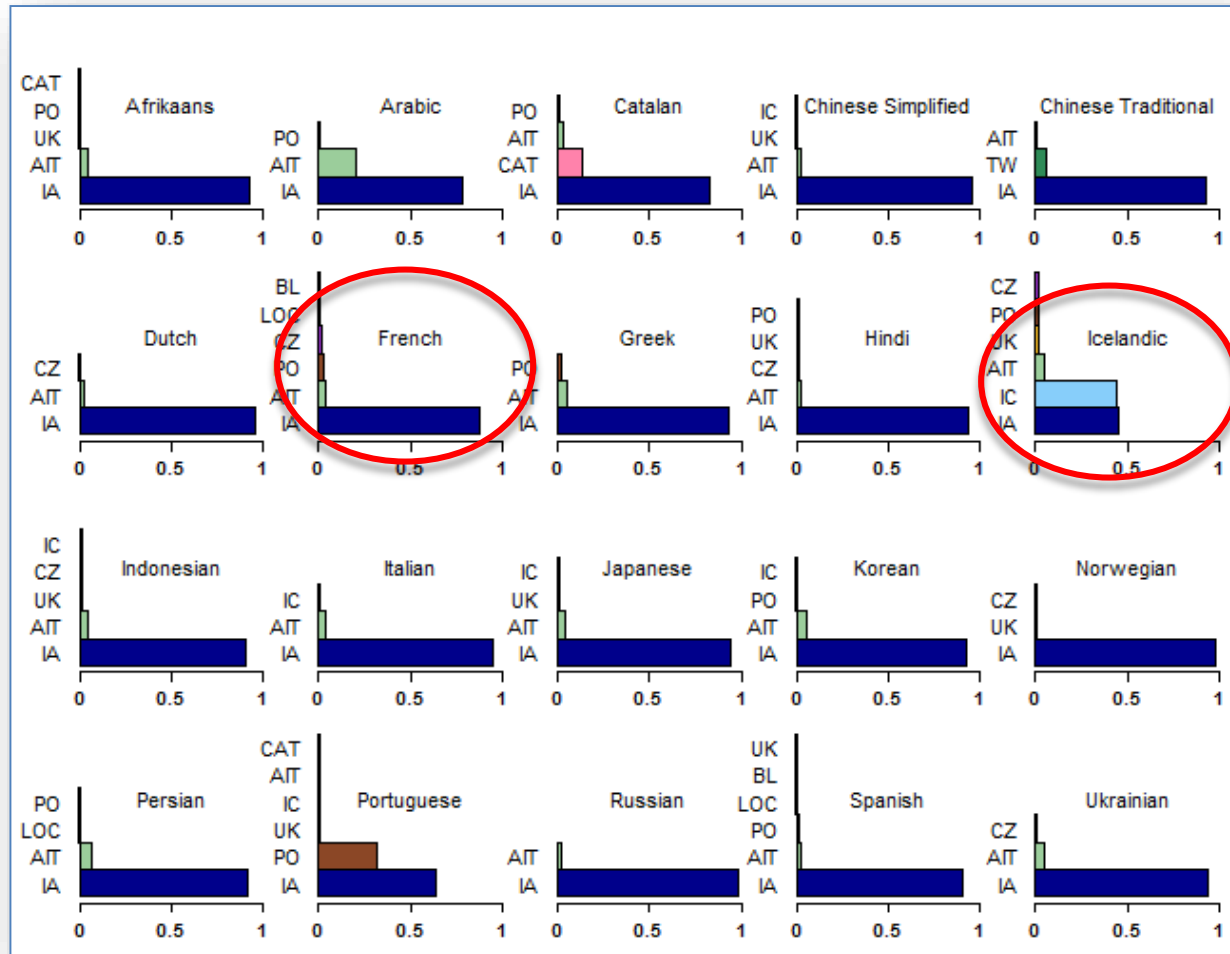 Afrikaans
CAT
PO
UK
AIT
IA
0 0.5 1
Arabic
PO
AIT
IA
0 0.5 1
Catalan
PO
AIT
CAT
IA
0 0.5 1
Chinese Simplified
IC
UK
AIT
IA
0 0.5 1
Chinese Traditional
AIT
TW
IA
0 0.5 1
Dutch
CZ
AIT
IA
0 0.5 1
French
BL
LOC
CZ
PO
AIT
IA
0 0.5 1
Greek
PO
AIT
IA
0 0.5 1
Hindi
PO
UK
CZ
AIT
IA
0 0.5 1
Icelandic
CZ
PO
UK
AIT
IC
IA
0 0.5 1
Indonesian
IC
CZ
UK
AIT
IA
0 0.5 1
Italian
IC
AIT
IA
0 0.5 1
Japanese
IC
UK
AIT
IA
0 0.5 1
Korean
IC
PO
AIT
IA
0 0.5 1
Norwegian
CZ
UK
IA
0 0.5 1
Persian
PO
LOC
AIT
IA
0 0.5 1
Portuguese
CAT
AIT
IC
UK
PO
IA
0 0.5 1
Russian
AIT
IA
0 0.5 1
Spanish
UK
BL
LOC
PO
AIT
IA
0 0.5 1
Ukrainian
CZ
AIT
IA
0 0.5 1